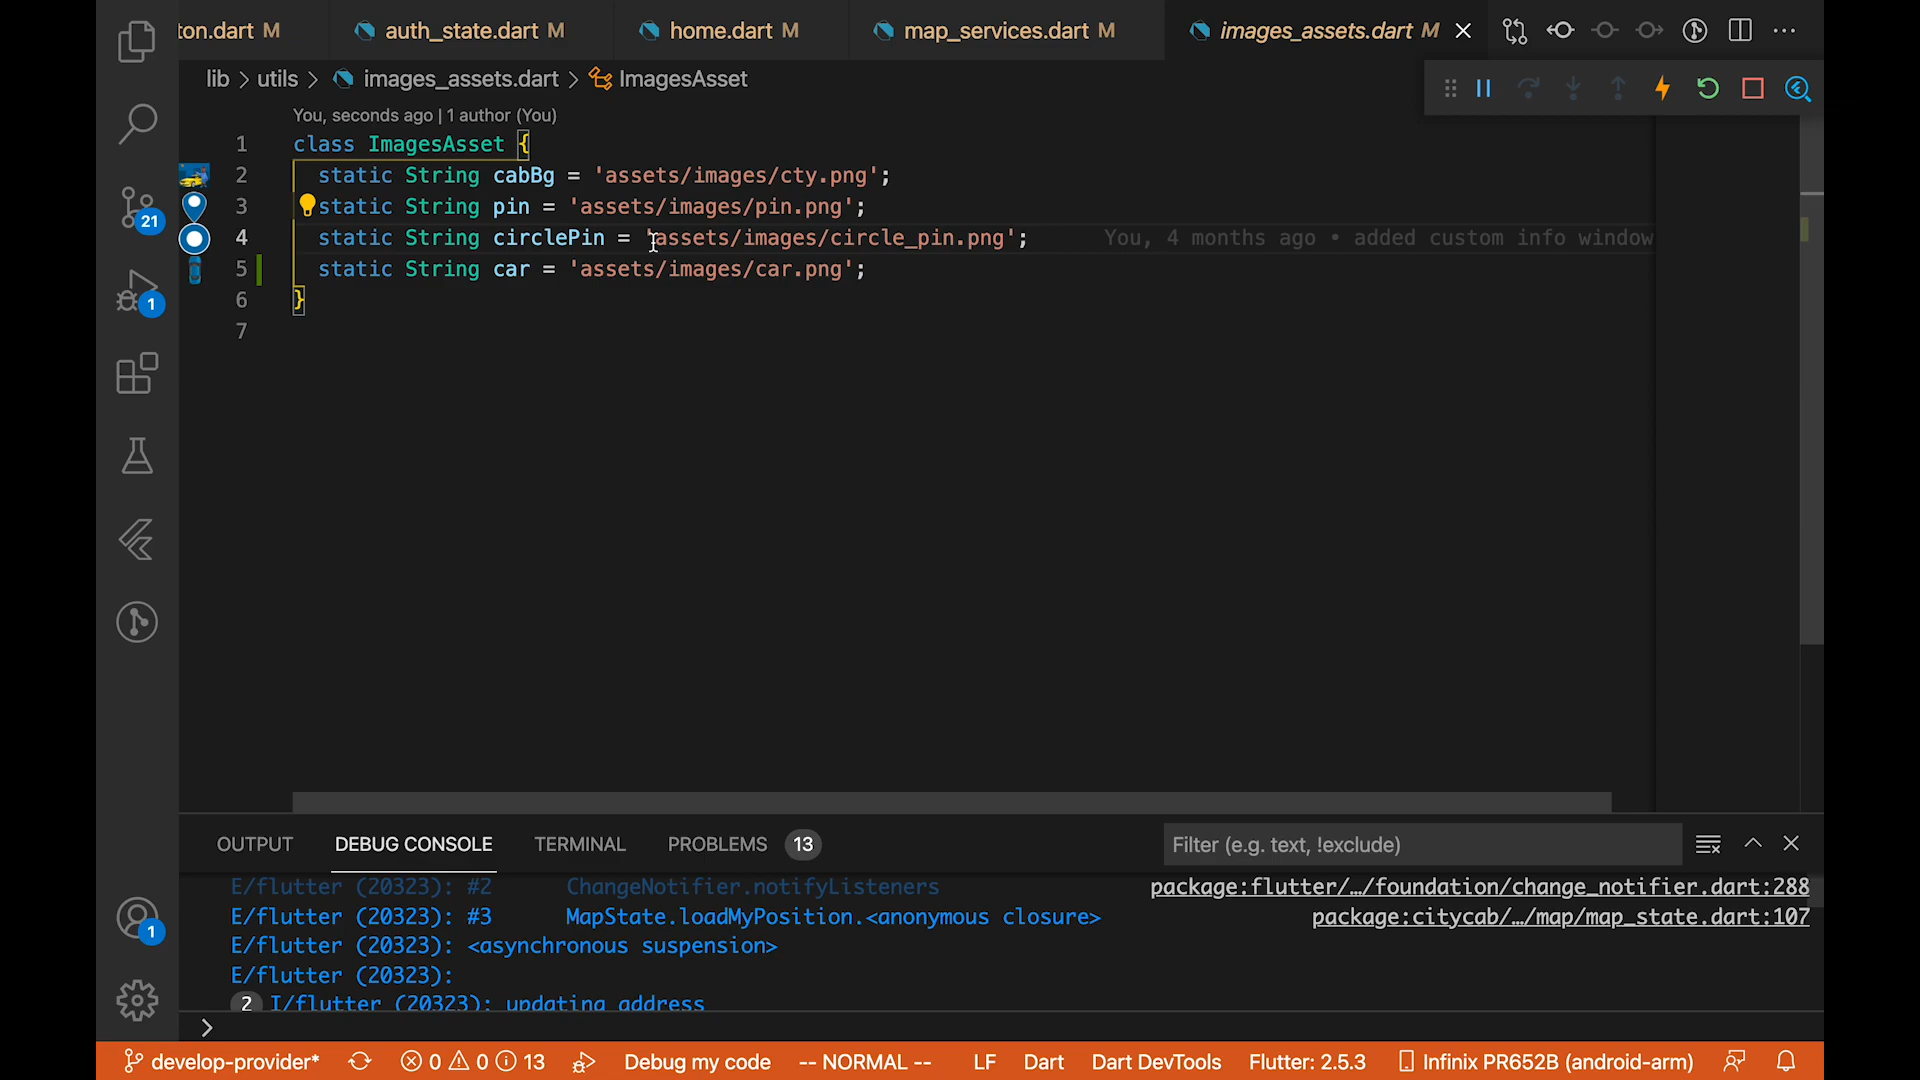 ton.dart M
auth_state.dart M
home.dart M
map_services.dart M
images_assets.dart M
lib > utils > images_assets.dart > ImagesAsset
You, seconds ago | 1 author (You)
1 class ImagesAsset {
2 static String cabBg = 'assets/images/cty.png';
3 static String pin = 'assets/images/pin.png';
4 static String circlePin = 'assets/images/circle_pin.png'; You, 4 months ago • added custom info window
5 static String car = 'assets/images/car.png';
6 }
7
21
1
1
OUTPUT DEBUG CONSOLE TERMINAL PROBLEMS 13 Filter (e.g. text, !exclude)
E/flutter (20323): #2 ChangeNotifier.notifyListeners package:flutter/…/foundation/change_notifier.dart:288
E/flutter (20323): #3 MapState.loadMyPosition.<anonymous closure> package:citycab/…/map/map_state.dart:107
E/flutter (20323): <asynchronous suspension>
E/flutter (20323):
2 I/flutter (20323): updating address
>
develop-provider* 0 0 13 Debug my code -- NORMAL -- LF Dart Dart DevTools Flutter: 2.5.3 Infinix PR652B (android-arm)